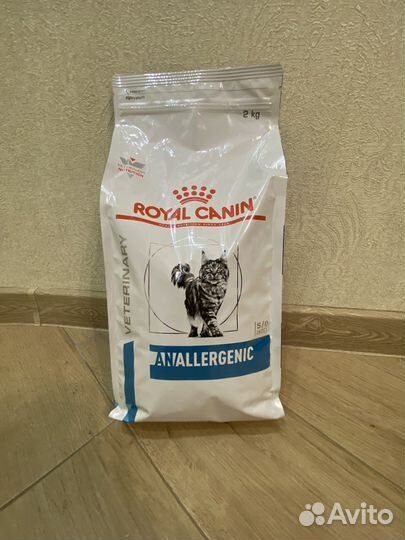 2 kg
ROYAL CANIN
VETERINARY
S/O
ANALLERGENIC
Avito